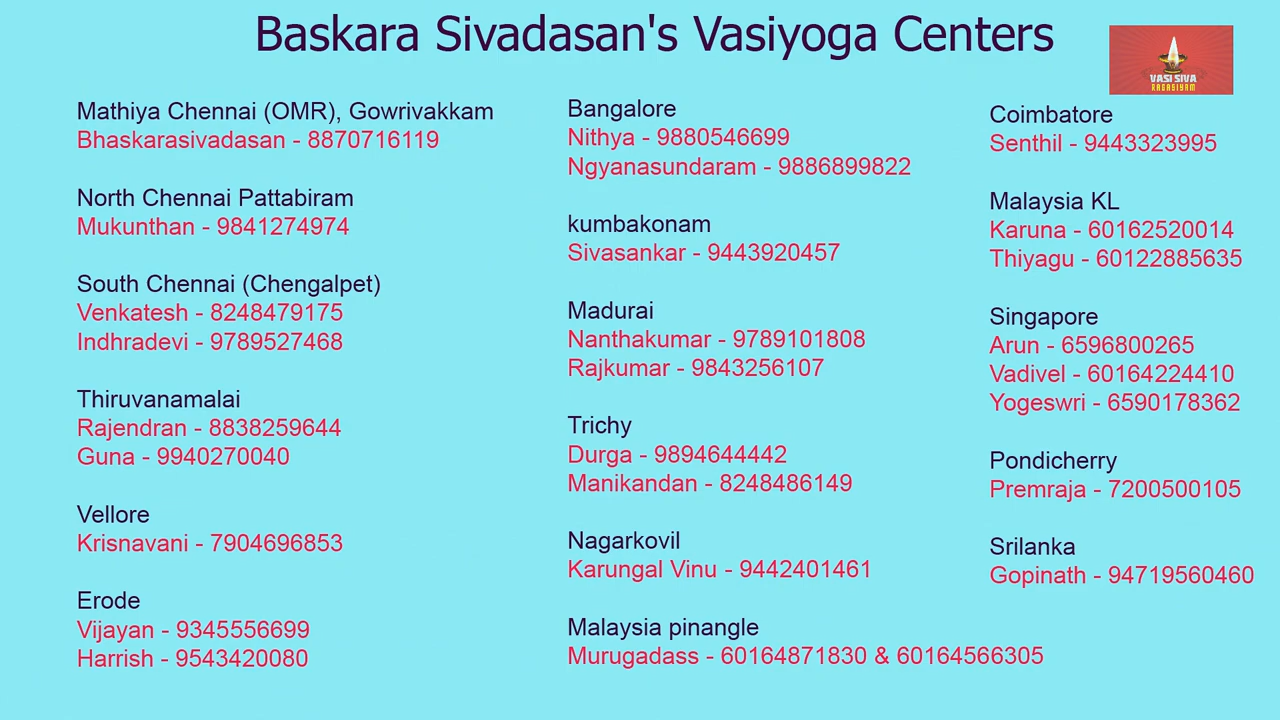 Baskara Sivadasan's Vasiyoga Centers
VASI SIVA
RAGASIYAM
Mathiya Chennai (OMR), Gowrivakkam
Bhaskarasivadasan - 8870716119
North Chennai Pattabiram
Mukunthan - 9841274974
South Chennai (Chengalpet)
Venkatesh - 8248479175
Indhradevi - 9789527468
Thiruvanamalai
Rajendran - 8838259644
Guna - 9940270040
Vellore
Krisnavani - 7904696853
Erode
Vijayan - 9345556699
Harrish - 9543420080
Bangalore
Nithya - 9880546699
Ngyanasundaram - 9886899822
kumbakonam
Sivasankar - 9443920457
Madurai
Nanthakumar - 9789101808
Rajkumar - 9843256107
Trichy
Durga - 9894644442
Manikandan - 8248486149
Nagarkovil
Karungal Vinu - 9442401461
Malaysia pinangle
Murugadass - 60164871830 & 60164566305
Coimbatore
Senthil - 9443323995
Malaysia KL
Karuna - 60162520014
Thiyagu - 60122885635
Singapore
Arun - 6596800265
Vadivel - 60164224410
Yogeswri - 6590178362
Pondicherry
Premraja - 7200500105
Srilanka
Gopinath - 94719560460